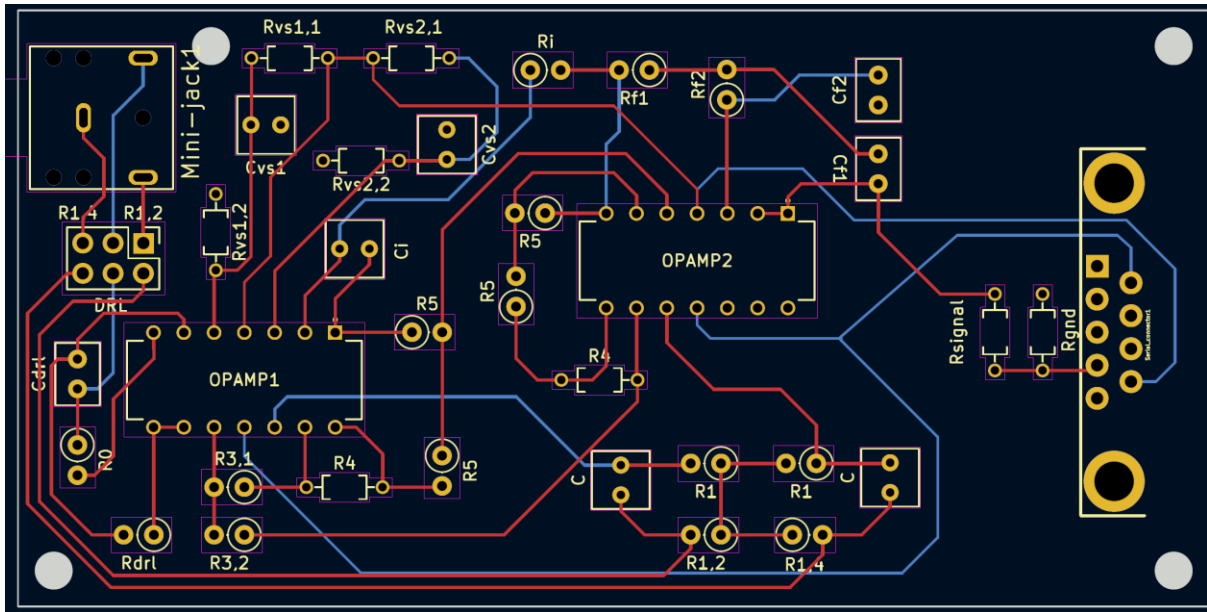 Rvs1,1
Rvs2,1
Ri
Rf1
Rf2
Cf2
Mini-jack1
Cvs1
Cvs2
Rvs2,2
Cf1
R1,4
R1,2
Rvs1,2
Ci
R5
OPAMP2
DRL
R5
R5
Rsignal
Rgnd
Serial_connector1
Cdrl
OPAMP1
R4
R0
R3,1
R4
R5
C
R1
R1
C
Rdrl
R3,2
R1,2
R1,4